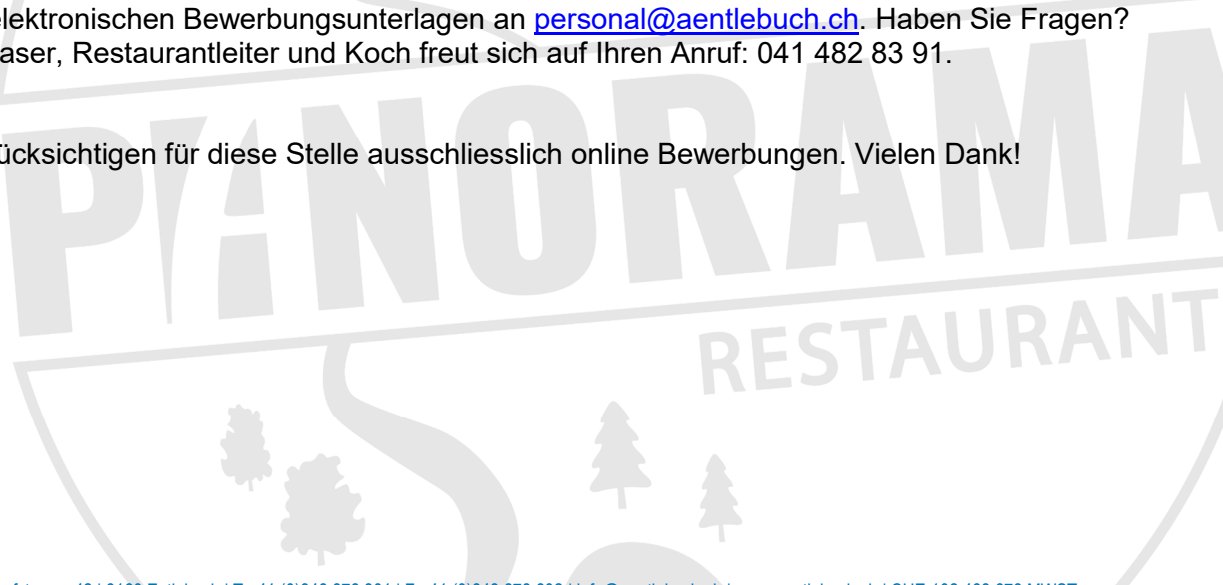 elektronischen Bewerbungsunterlagen an personal@aentlebuch.ch. Haben Sie Fragen?
aser, Restaurantleiter und Koch freut sich auf Ihren Anruf: 041 482 83 91.
ücksichtigen für diese Stelle ausschliesslich online Bewerbungen. Vielen Dank!
PANORAMA
RESTAURANT